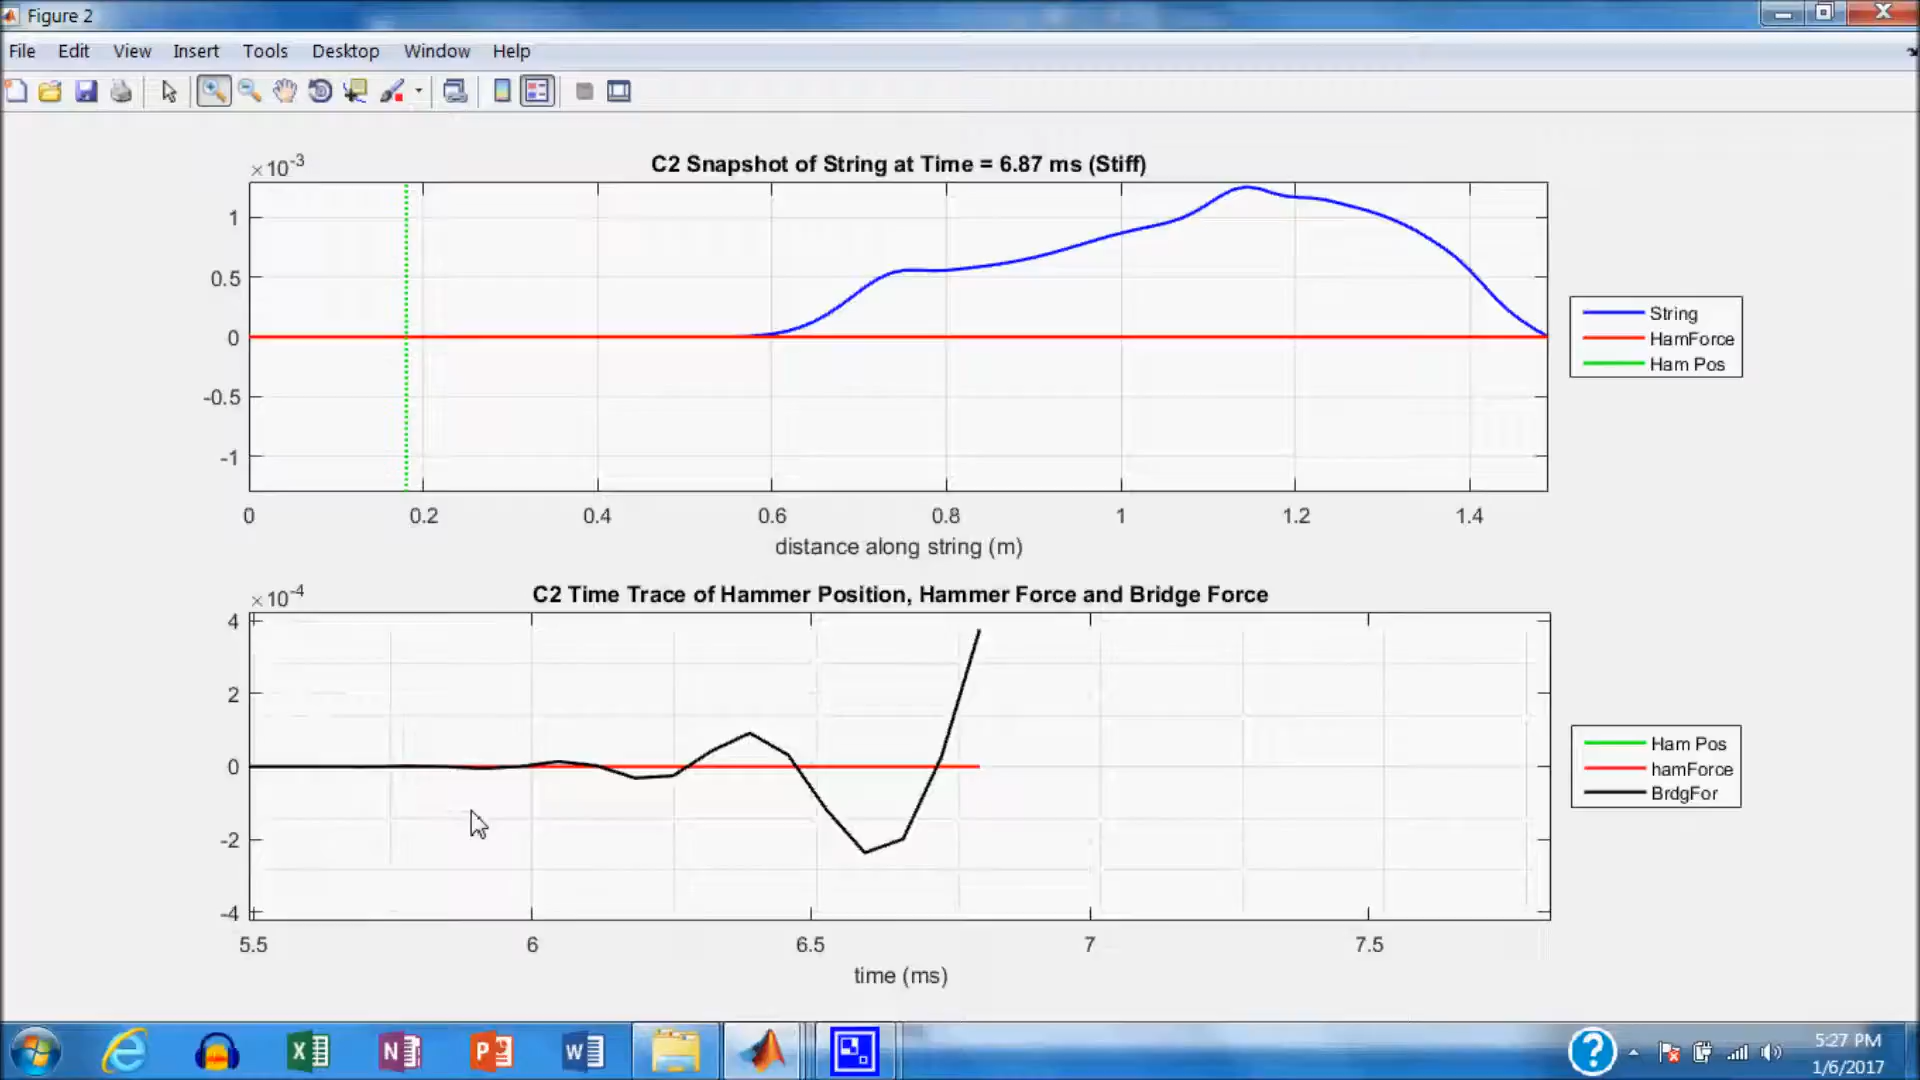 Figure 2
File Edit View Insert Tools Desktop Window Help
C2 Snapshot of String at Time = 6.87 ms (Stiff)
×10-3
1
0.5
0
-0.5
-1
0 0.2 0.4 0.6 0.8 1 1.2 1.4
distance along string (m)
String
HamForce
Ham Pos
C2 Time Trace of Hammer Position, Hammer Force and Bridge Force
×10-4
4
2
0
-2
-4
5.5 6 6.5 7 7.5
time (ms)
Ham Pos
hamForce
BrdgFor
5:27 PM
1/6/2017